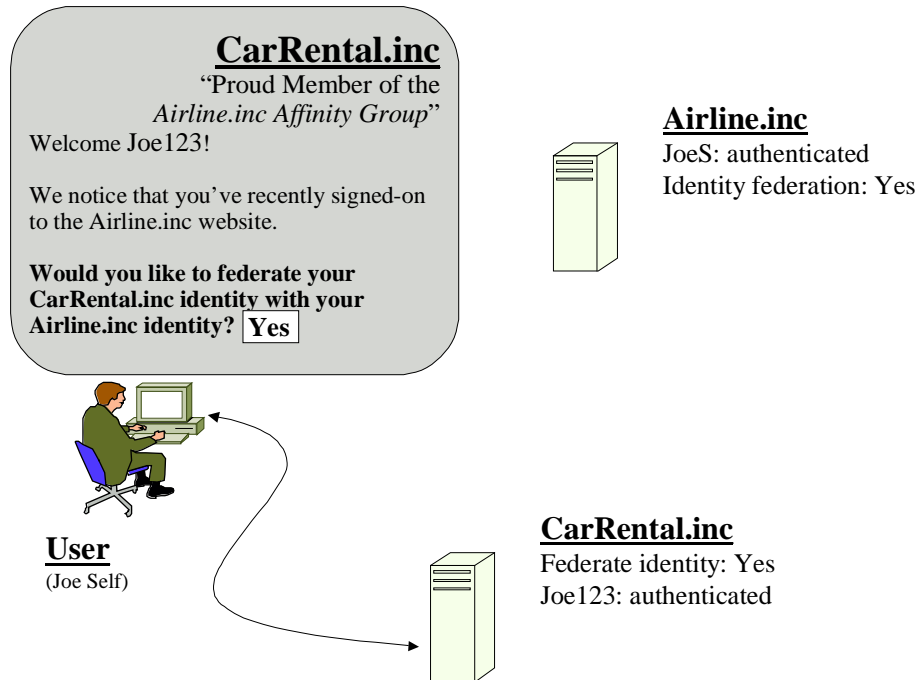 CarRental.inc
“Proud Member of the
Airline.inc Affinity Group”
Welcome Joe123!
We notice that you’ve recently signed-on
to the Airline.inc website.
Would you like to federate your
CarRental.inc identity with your
Airline.inc identity? Yes
Airline.inc
JoeS: authenticated
Identity federation: Yes
User
(Joe Self)
CarRental.inc
Federate identity: Yes
Joe123: authenticated